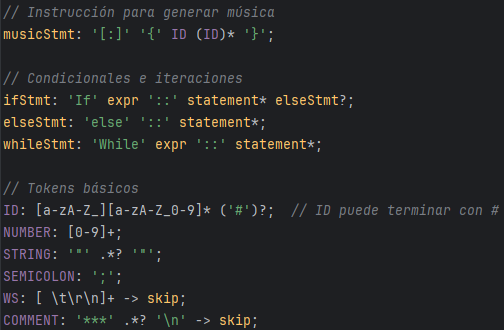 // Instrucción para generar música
musicStmt: '[:]' '{' ID (ID)* '}';
// Condicionales e iteraciones
ifStmt: 'If' expr '::' statement* elseStmt?;
elseStmt: 'else' '::' statement*;
whileStmt: 'While' expr '::' statement*;
// Tokens básicos
ID: [a-zA-Z_][a-zA-Z_0-9]* ('#')?;  // ID puede terminar con #
NUMBER: [0-9]+;
STRING: '"' .*? '"';
SEMICOLON: ';';
WS: [ \t\r\n]+ -> skip;
COMMENT: '***' .*? '\n' -> skip;